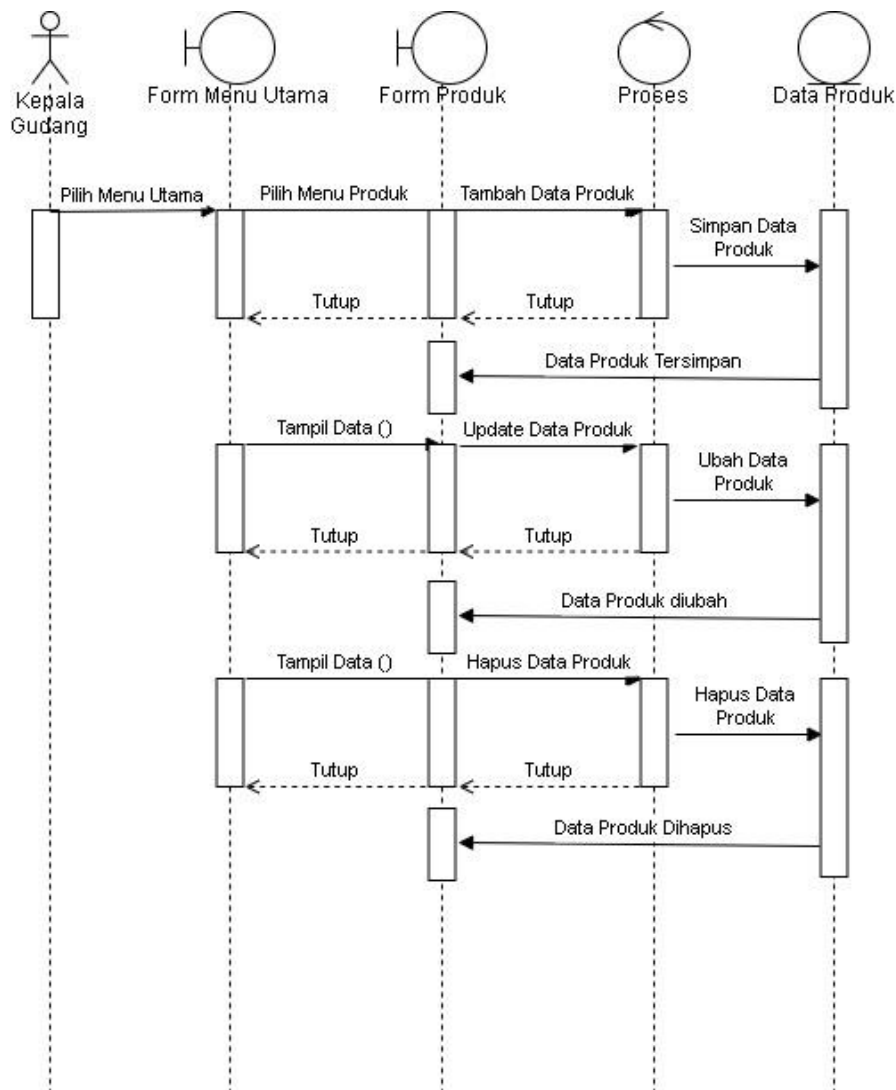 Kepala
Gudang
Form Menu Utama
Form Produk
Proses
Data Produk
Pilih Menu Utama
Pilih Menu Produk
Tambah Data Produk
Simpan Data
Produk
Tutup
Tutup
Data Produk Tersimpan
Tampil Data ()
Update Data Produk
Ubah Data
Produk
Tutup
Tutup
Data Produk diubah
Tampil Data ()
Hapus Data Produk
Hapus Data
Produk
Tutup
Tutup
Data Produk Dihapus